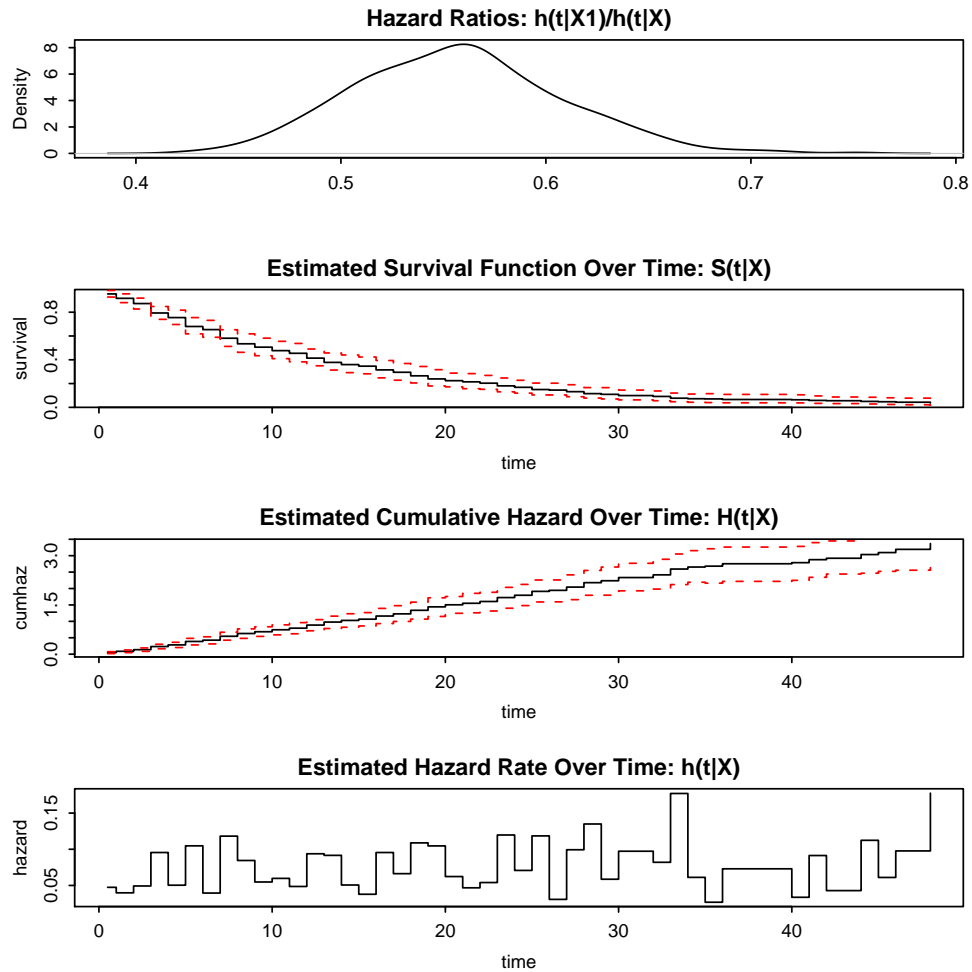 Hazard Ratios: h(t|X1)/h(t|X)
Density
0 2 4 6 8
0.4 0.5 0.6 0.7 0.8
Estimated Survival Function Over Time: S(t|X)
survival
0.0 0.4 0.8
0 10 20 30 40
time
Estimated Cumulative Hazard Over Time: H(t|X)
cumhaz
0.0 1.5 3.0
0 10 20 30 40
time
Estimated Hazard Rate Over Time: h(t|X)
hazard
0.05 0.15
0 10 20 30 40
time